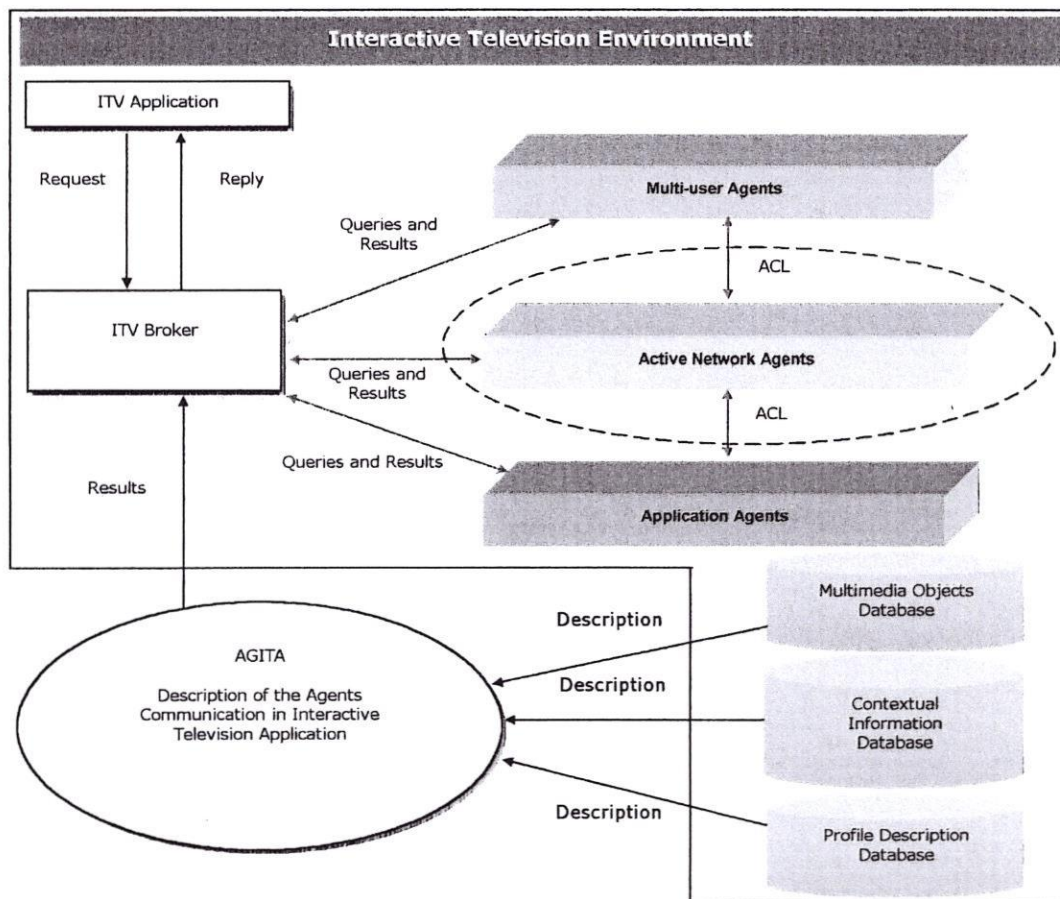 Interactive Television Environment
ITV Application
Request
Reply
Multi-user Agents
Queries and
Results
ACL
ITV Broker
Active Network Agents
Queries and
Results
ACL
Queries and Results
Results
Application Agents
Multimedia Objects
Database
Description
AGITA
Description of the Agents
Communication in Interactive
Television Application
Description
Contextual
Information
Database
Description
Profile Description
Database